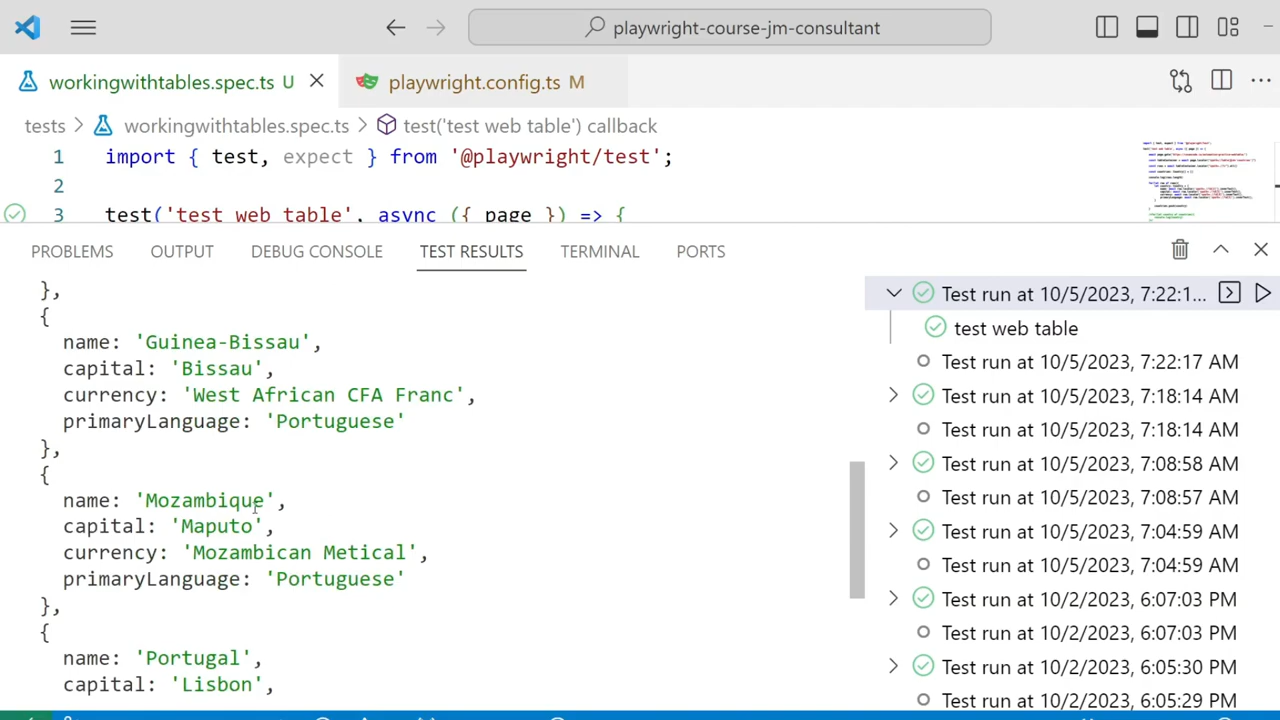 playwright-course-jm-consultant
workingwithtables.spec.ts U
playwright.config.ts M
tests > workingwithtables.spec.ts > test('test web table') callback
1 import { test, expect } from '@playwright/test';
2
3 test('test web table', async ({ page }) => {
PROBLEMS OUTPUT DEBUG CONSOLE TEST RESULTS TERMINAL PORTS
},
{
name: 'Guinea-Bissau',
capital: 'Bissau',
currency: 'West African CFA Franc',
primaryLanguage: 'Portuguese'
},
{
name: 'Mozambique',
capital: 'Maputo',
currency: 'Mozambican Metical',
primaryLanguage: 'Portuguese'
},
{
name: 'Portugal',
capital: 'Lisbon',
Test run at 10/5/2023, 7:22:1...
test web table
Test run at 10/5/2023, 7:22:17 AM
Test run at 10/5/2023, 7:18:14 AM
Test run at 10/5/2023, 7:18:14 AM
Test run at 10/5/2023, 7:08:58 AM
Test run at 10/5/2023, 7:08:57 AM
Test run at 10/5/2023, 7:04:59 AM
Test run at 10/5/2023, 7:04:59 AM
Test run at 10/2/2023, 6:07:03 PM
Test run at 10/2/2023, 6:07:03 PM
Test run at 10/2/2023, 6:05:30 PM
Test run at 10/2/2023, 6:05:29 PM